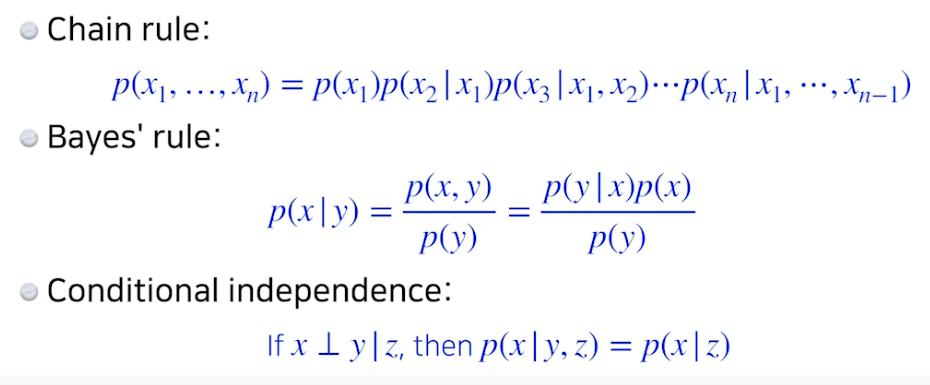 Chain rule:
p(x₁, …, xₙ) = p(x₁)p(x₂|x₁)p(x₃|x₁, x₂)⋯p(xₙ|x₁, ⋯, xₙ₋₁)
Bayes' rule:
p(x|y) = p(x, y)/p(y) = p(y|x)p(x)/p(y)
Conditional independence:
If x ⊥ y|z, then p(x|y, z) = p(x|z)